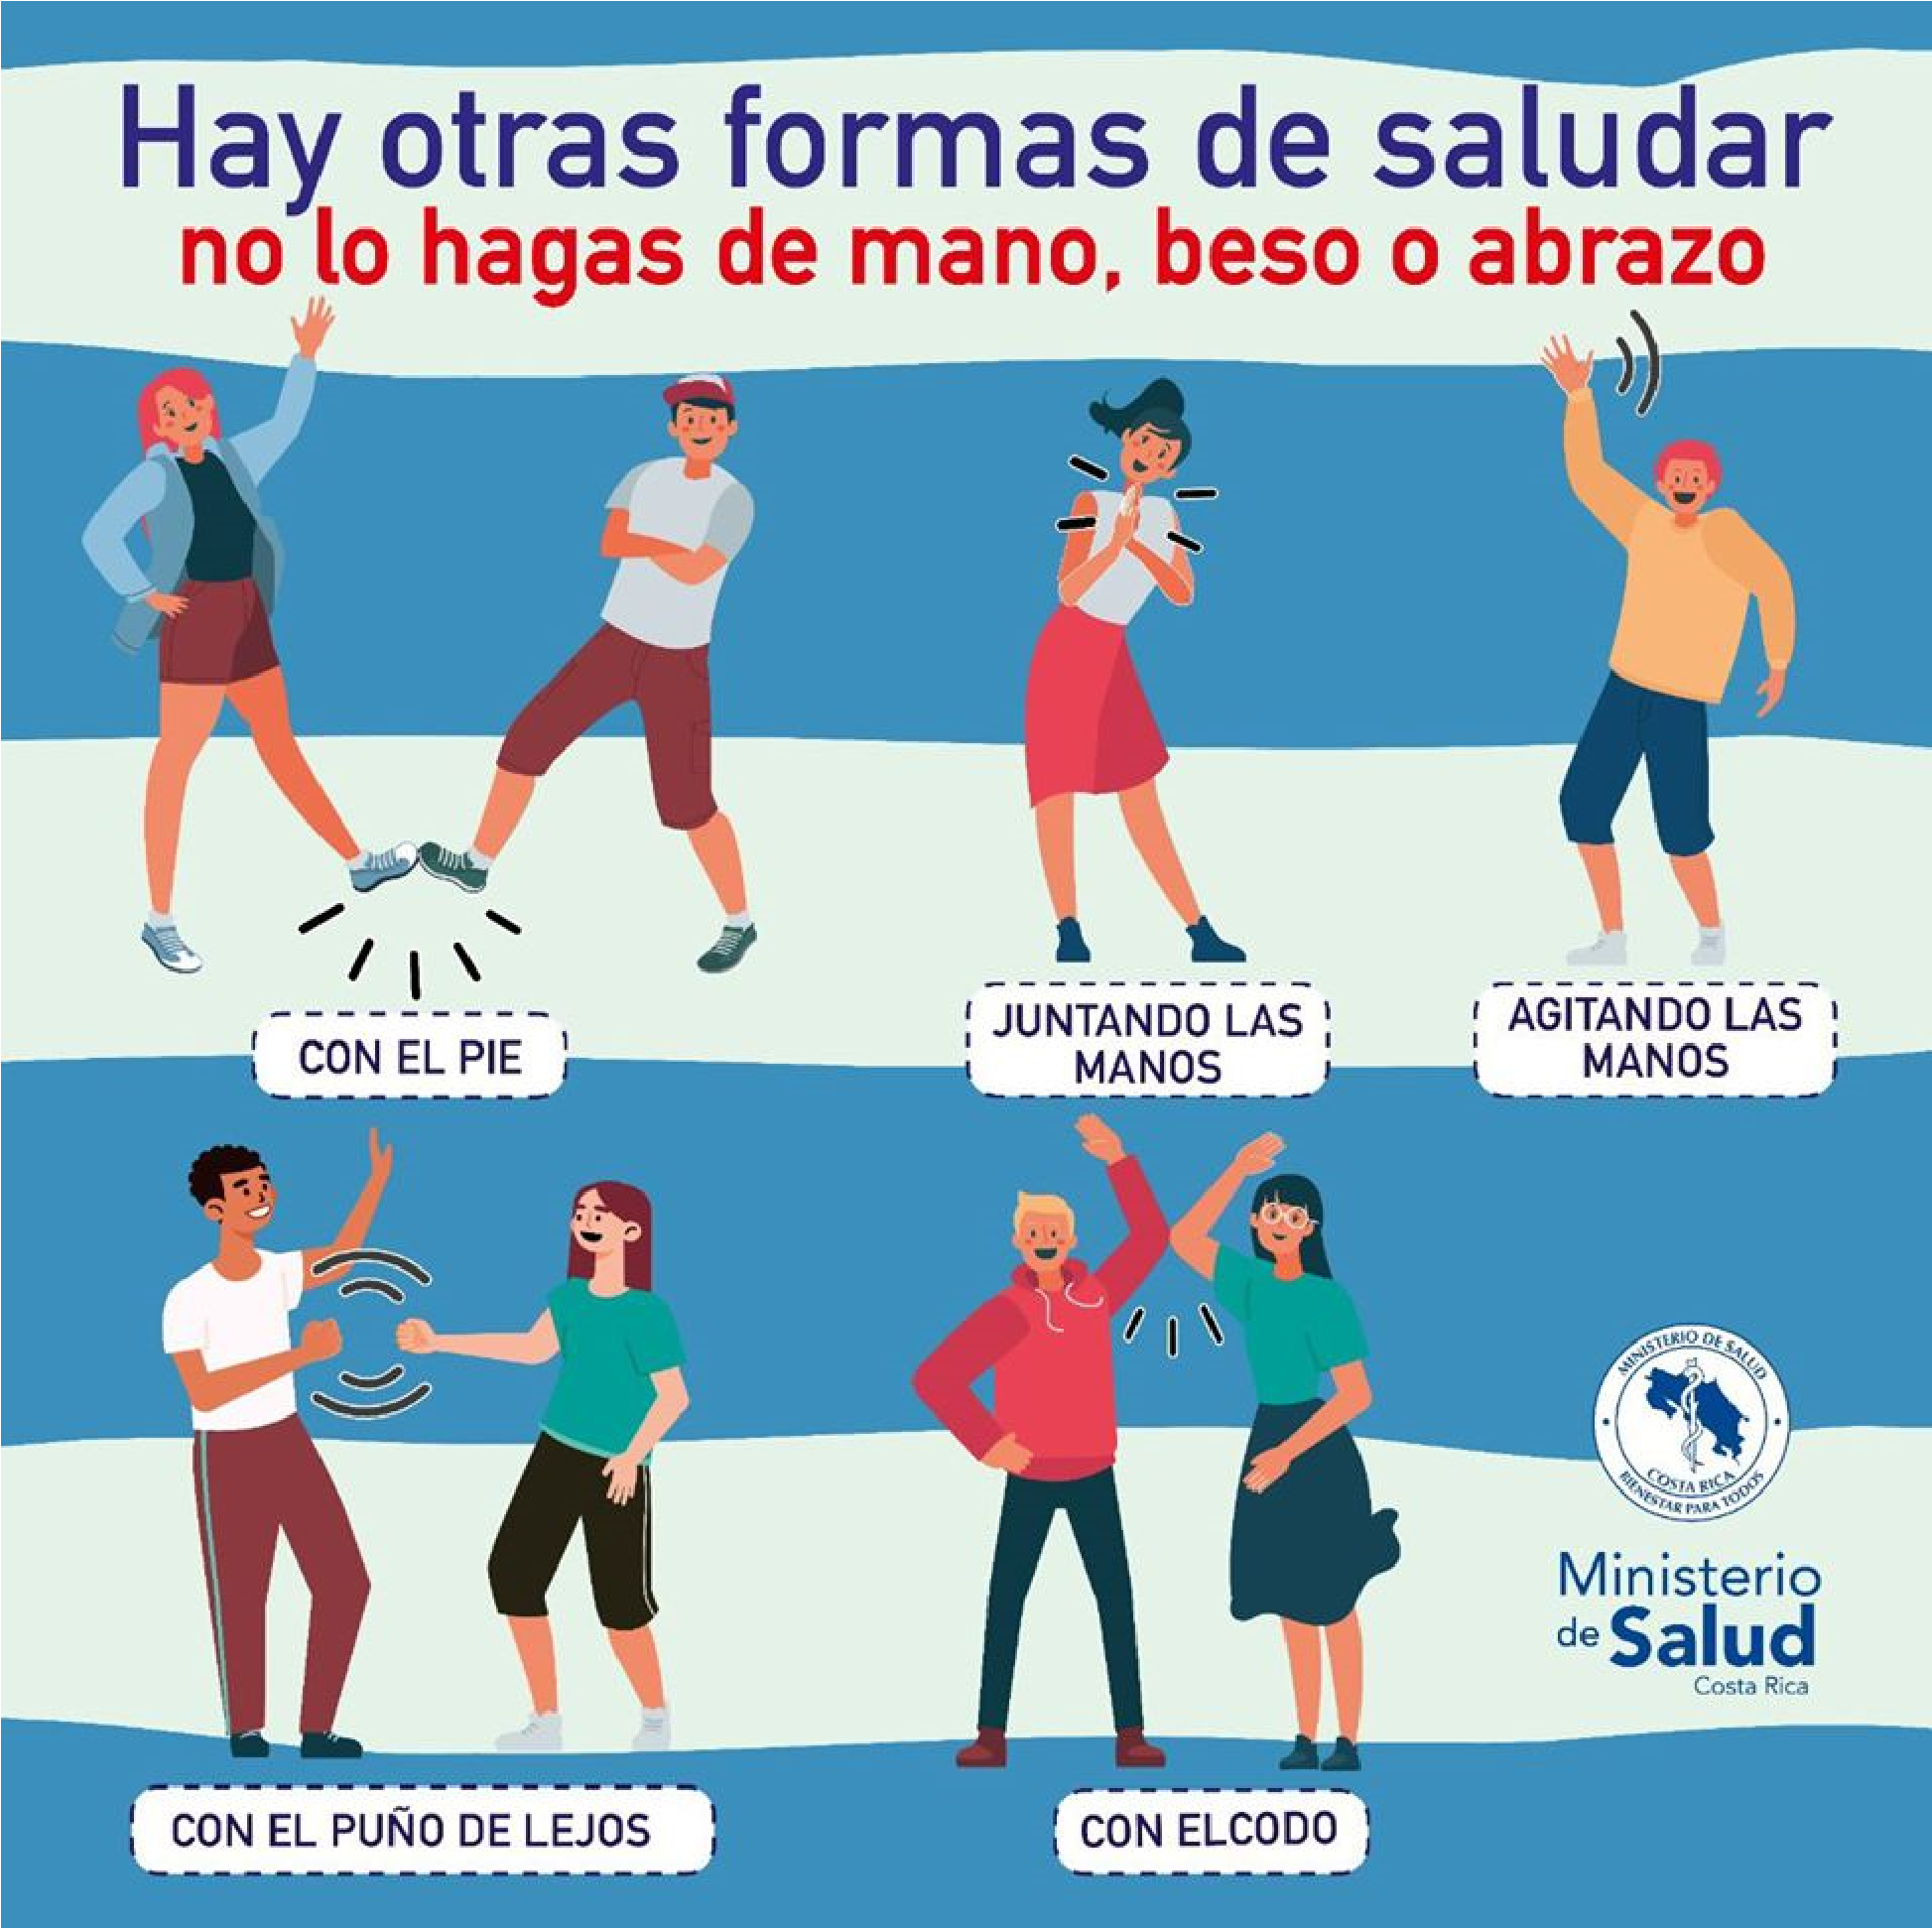 Hay otras formas de saludar
no lo hagas de mano, beso o abrazo
CON EL PIE
JUNTANDO LAS
MANOS
AGITANDO LAS
MANOS
CON EL PUÑO DE LEJOS
CON ELCODO
MINISTERIO DE SALUD
COSTA RICA
BIENESTAR PARA TODOS
Ministerio
de Salud
Costa Rica